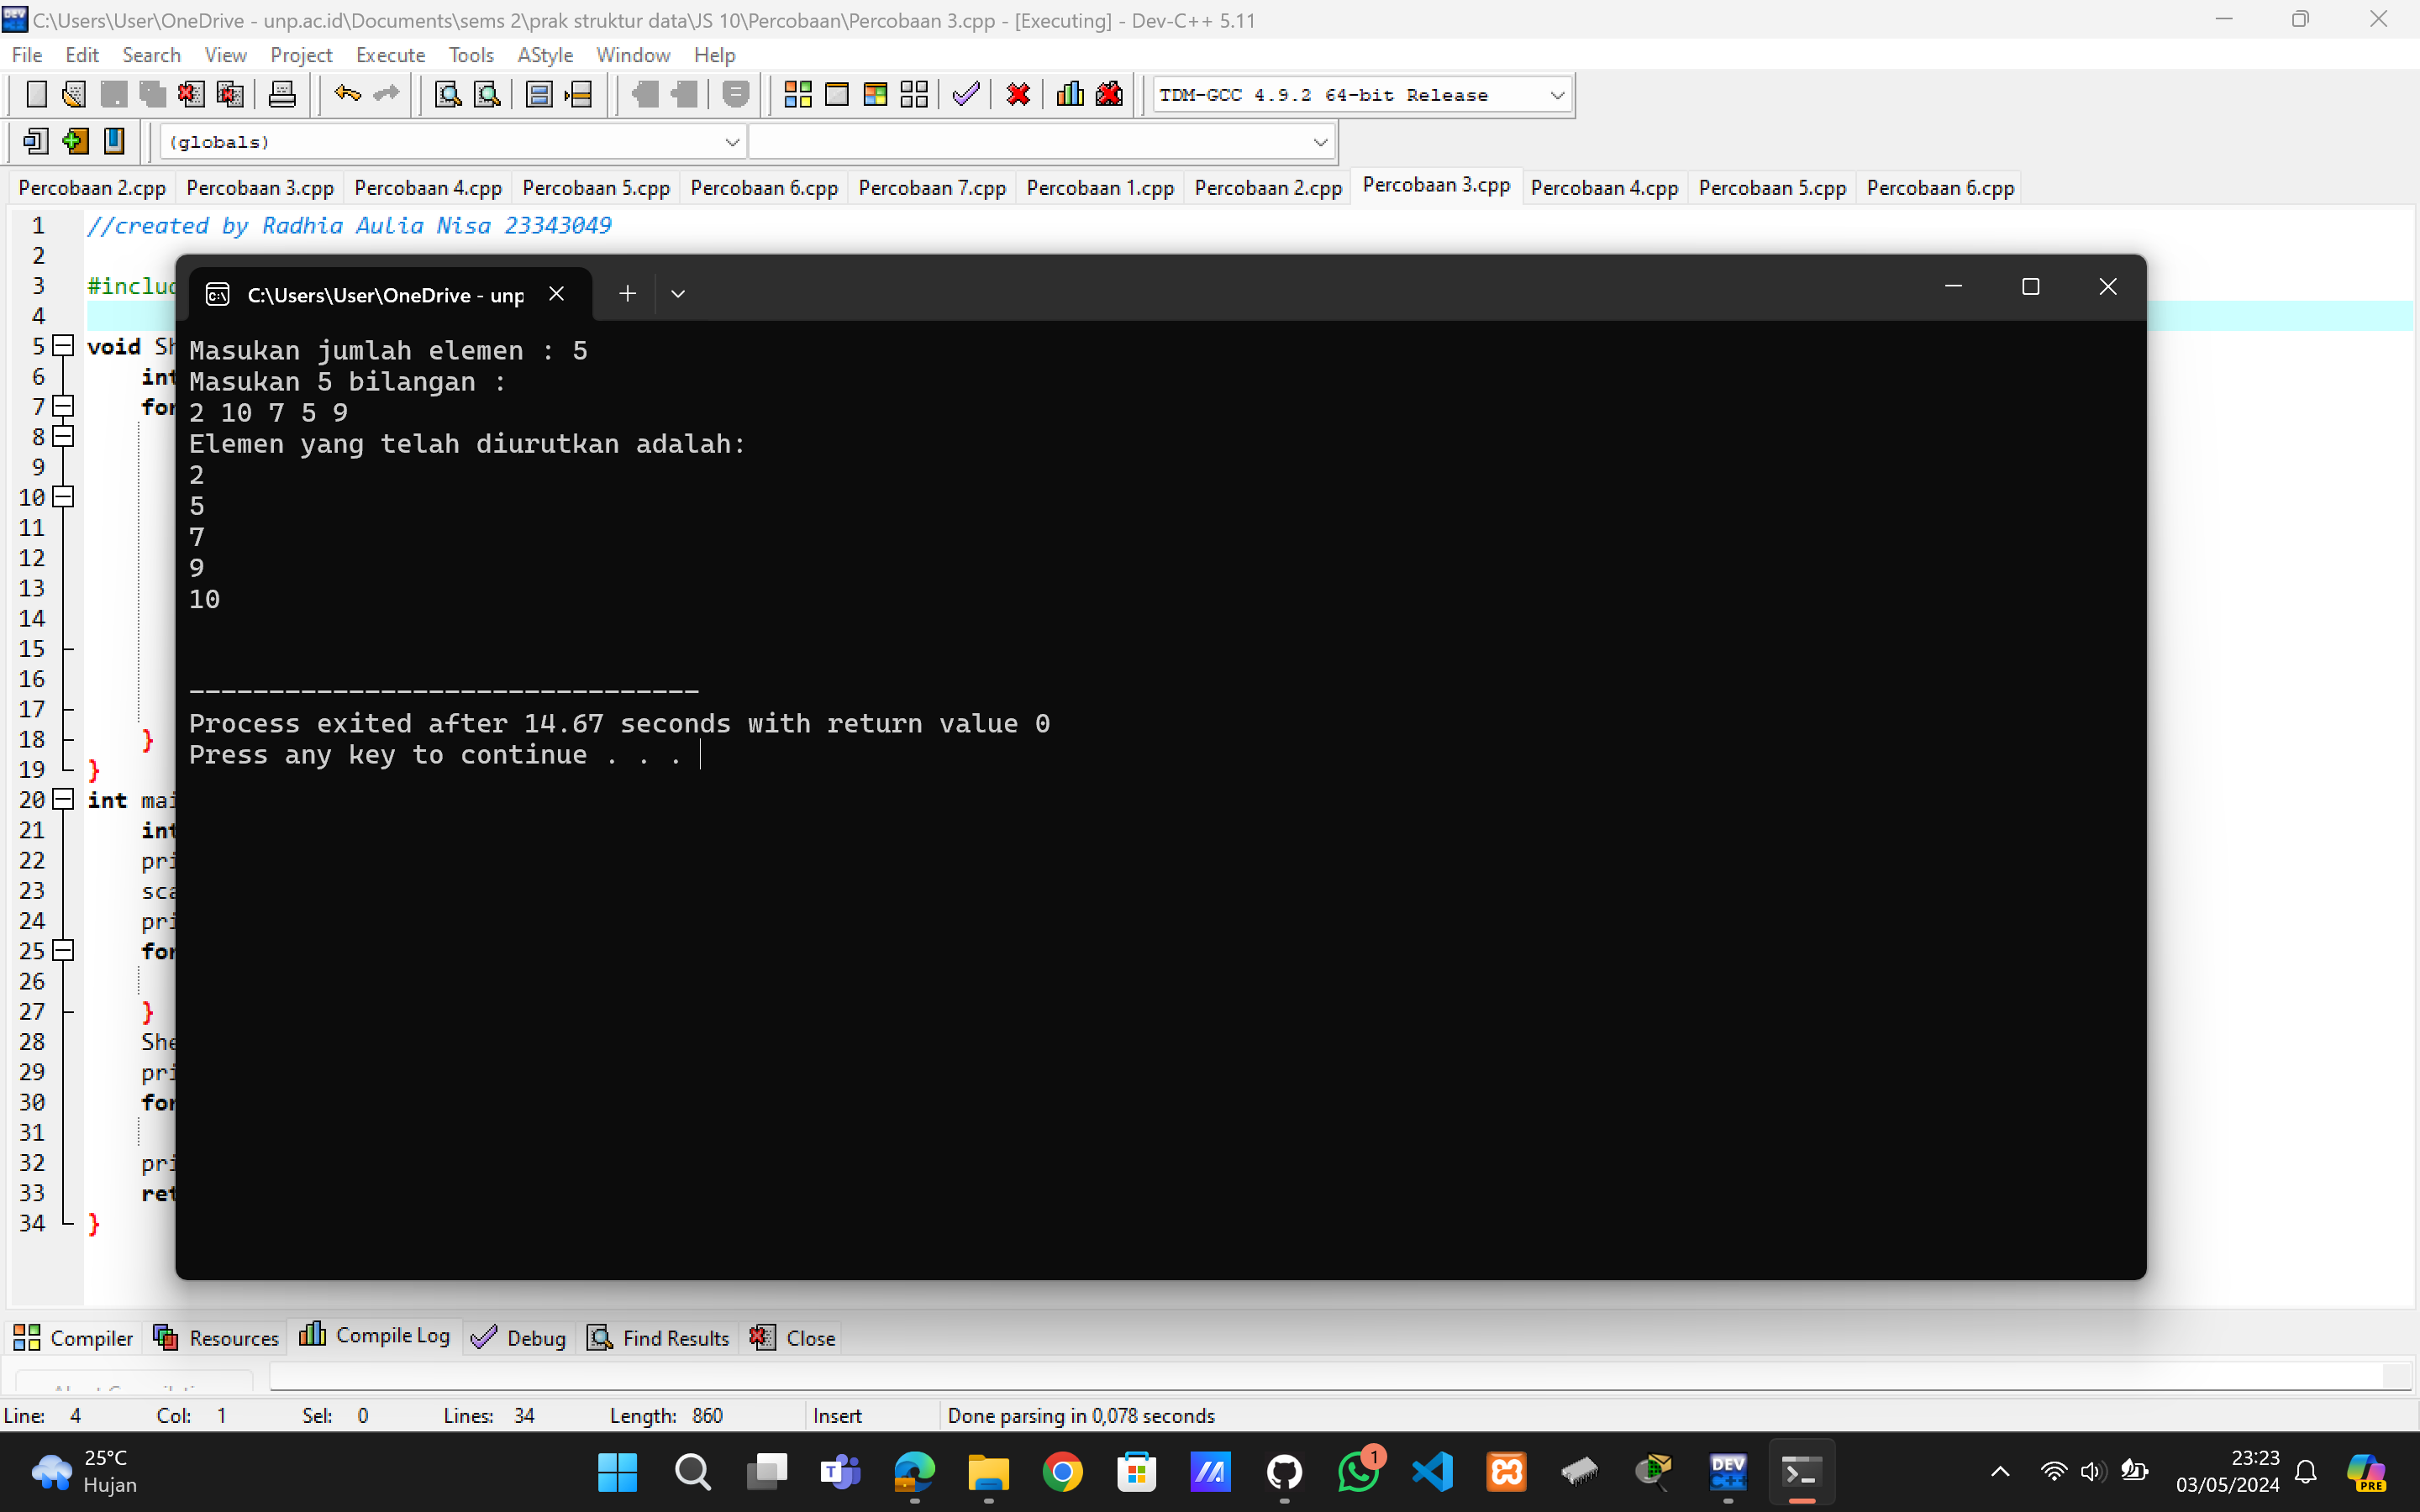 C:\Users\User\OneDrive - unp.ac.id\Documents\sems 2\prak struktur data\JS 10\Percobaan\Percobaan 3.cpp - [Executing] - Dev-C++ 5.11
File Edit Search View Project Execute Tools AStyle Window Help
TDM-GCC 4.9.2 64-bit Release
(globals)
Percobaan 2.cpp Percobaan 3.cpp Percobaan 4.cpp Percobaan 5.cpp Percobaan 6.cpp Percobaan 7.cpp Percobaan 1.cpp Percobaan 2.cpp Percobaan 3.cpp Percobaan 4.cpp Percobaan 5.cpp Percobaan 6.cpp
1 //created by Radhia Aulia Nisa 23343049
2
3 #includ
4
5 void Sh
6 int
7 for
8
9
10
11
12
13
14
15
16
17
18 }
19 }
20 int mai
21 int
22 pri
23 sca
24 pri
25 for
26
27 }
28 She
29 pri
30 for
31
32 pri
33 ret
34 }
C:\Users\User\OneDrive - unp
Masukan jumlah elemen : 5
Masukan 5 bilangan :
2 10 7 5 9
Elemen yang telah diurutkan adalah:
2
5
7
9
10
--------------------------------
Process exited after 14.67 seconds with return value 0
Press any key to continue . . .
Compiler Resources Compile Log Debug Find Results Close
Line: 4 Col: 1 Sel: 0 Lines: 34 Length: 860 Insert Done parsing in 0,078 seconds
25°C
Hujan
1
DEV
C++
PRE
23:23
03/05/2024